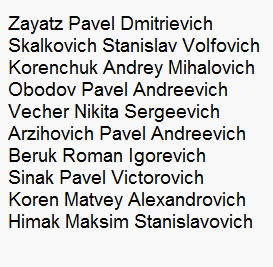 Zayatz Pavel Dmitrievich
Skalkovich Stanislav Volfovich
Korenchuk Andrey Mihalovich
Obodov Pavel Andreevich
Vecher Nikita Sergeevich
Arzihovich Pavel Andreevich
Beruk Roman Igorevich
Sinak Pavel Victorovich
Koren Matvey Alexandrovich
Himak Maksim Stanislavovich